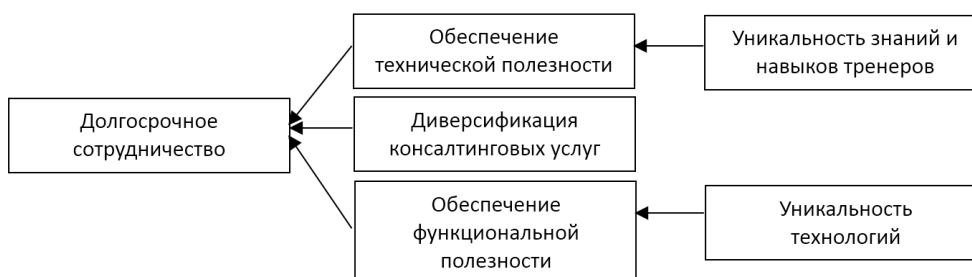 Обеспечение
технической полезности
Уникальность знаний и
навыков тренеров
Долгосрочное
сотрудничество
Диверсификация
консалтинговых услуг
Обеспечение
функциональной
полезности
Уникальность
технологий